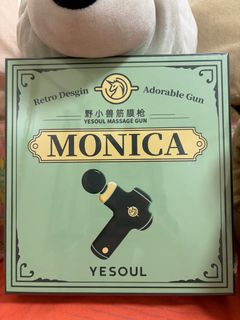 Retro Desgin Adorable Gun
野小兽筋膜枪
YESOUL MASSAGE GUN
MONICA
YESOUL